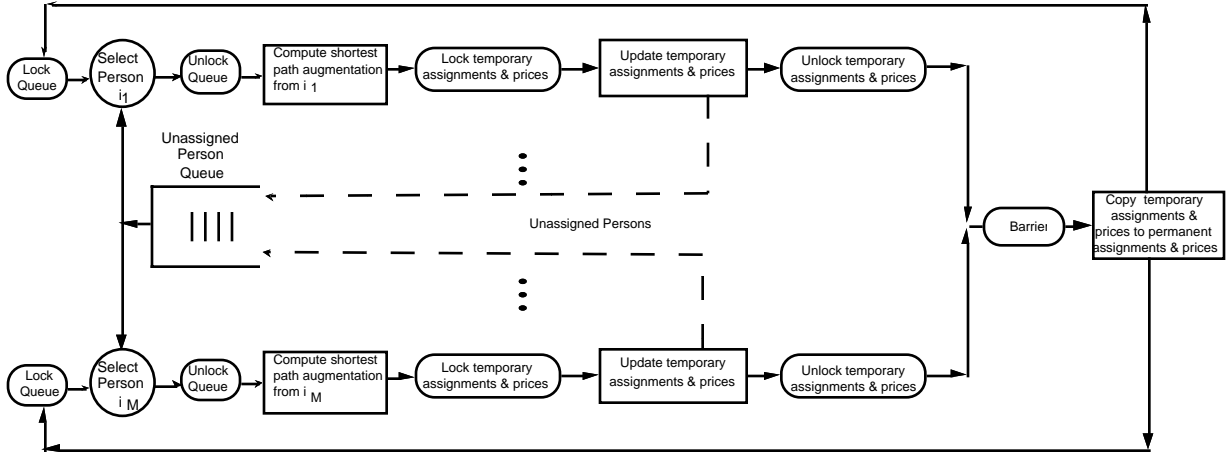 Lock
Queue
Select
Person
i 1
Unlock
Queue
Compute shortest
path augmentation
from i 1
Lock temporary
assignments & prices
Update temporary
assignments & prices
Unlock temporary
assignments & prices
Unassigned
Person
Queue
Unassigned Persons
Barrier
Copy temporary
assignments &
prices to permanent
assignments & prices
Lock
Queue
Select
Person
i M
Unlock
Queue
Compute shortest
path augmentation
from i M
Lock temporary
assignments & prices
Update temporary
assignments & prices
Unlock temporary
assignments & prices